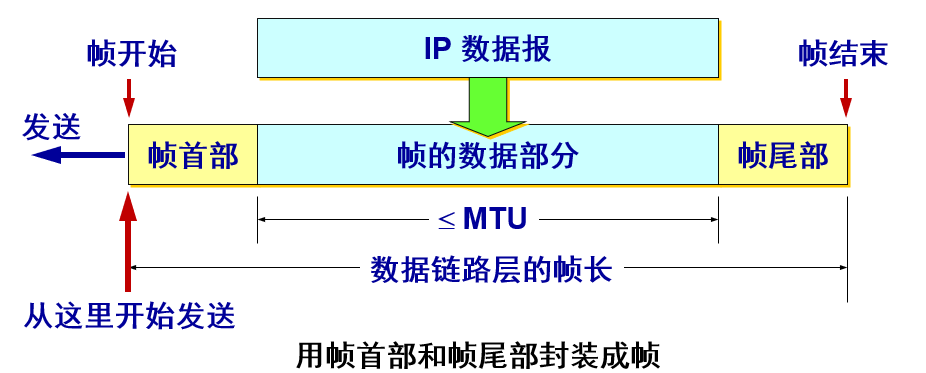 IP 数据报
帧开始
帧结束
发送
帧首部
帧的数据部分
帧尾部
≤ MTU
数据链路层的帧长
从这里开始发送
用帧首部和帧尾部封装成帧